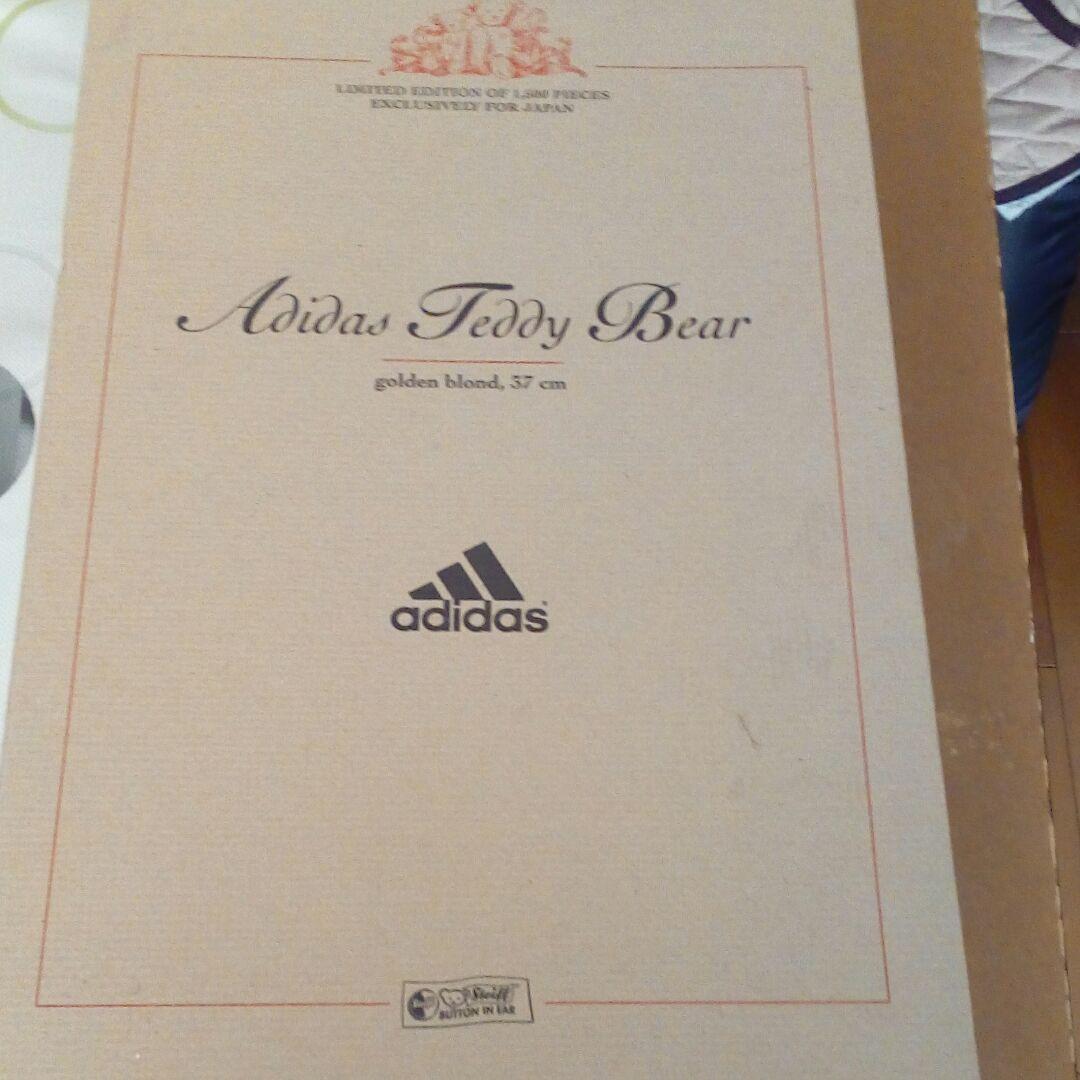 LIMITED EDITION OF 1,500 PIECES
EXCLUSIVELY FOR JAPAN
Adidas Teddy Bear
golden blond, 37 cm
adidas
Steiff
BUTTON IN EAR